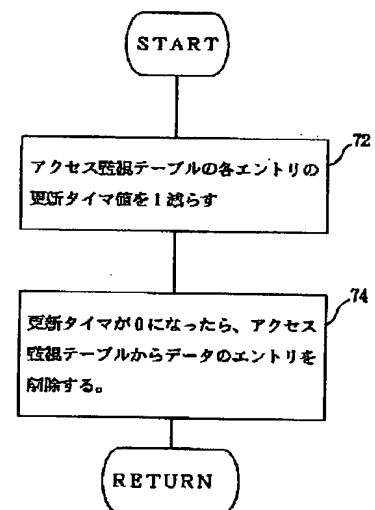 START
72
アクセス監視テーブルの各エントリの
更新タイマ値を1減らす
74
更新タイマが0になったら、アクセス
監視テーブルからデータのエントリを
削除する。
RETURN